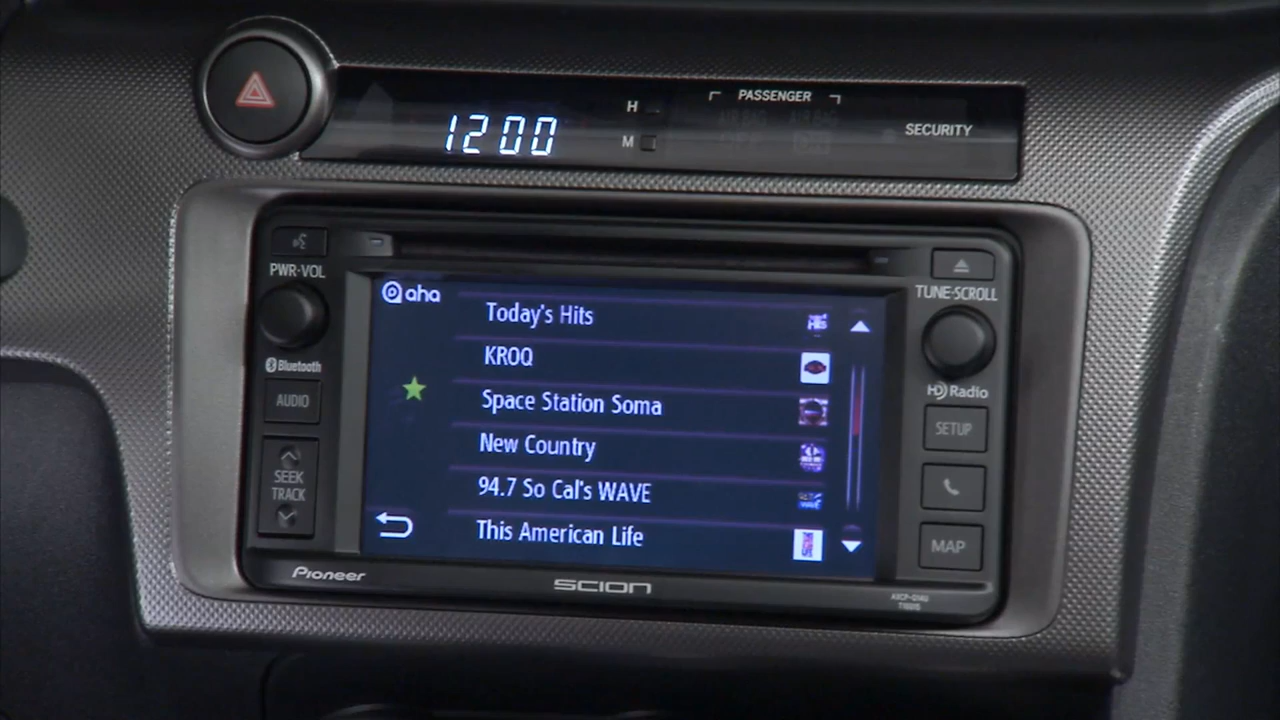 PASSENGER
H
1200
M
SECURITY
PWR·VOL
aha
Today's Hits
TUNE·SCROLL
KROQ
Bluetooth
HD Radio
AUDIO
Space Station Soma
SETUP
New Country
SEEK
TRACK
94.7 So Cal's WAVE
This American Life
MAP
Pioneer
SCION